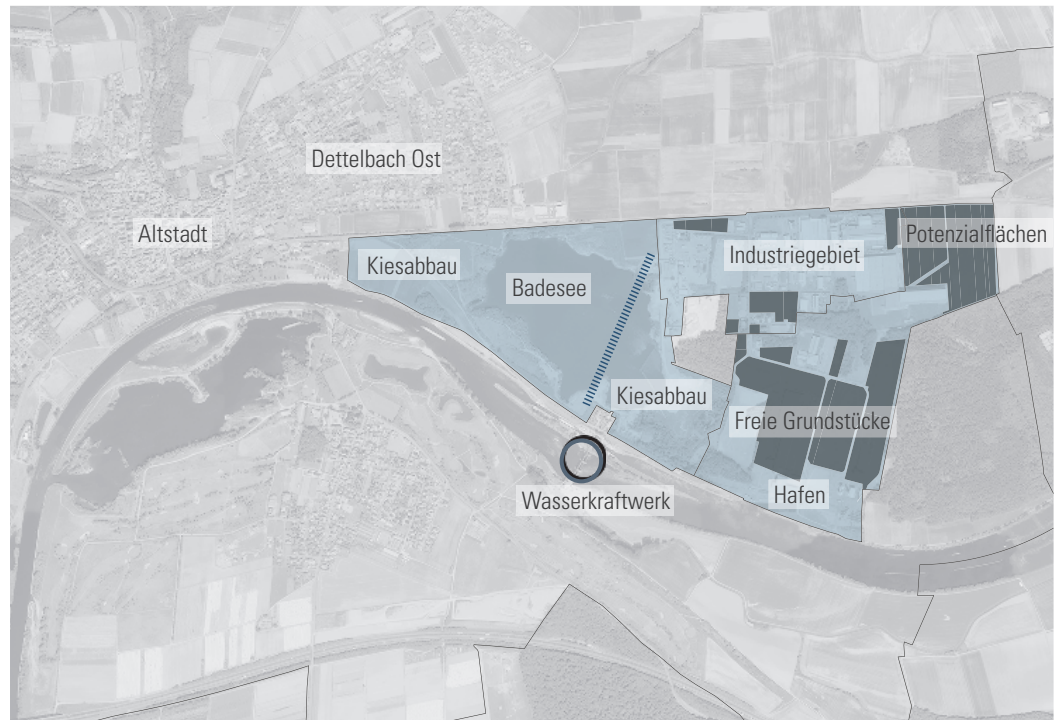 Dettelbach Ost
Altstadt
Potenzialflächen
Industriegebiet
Kiesabbau
Badesee
Kiesabbau
Freie Grundstücke
Hafen
Wasserkraftwerk